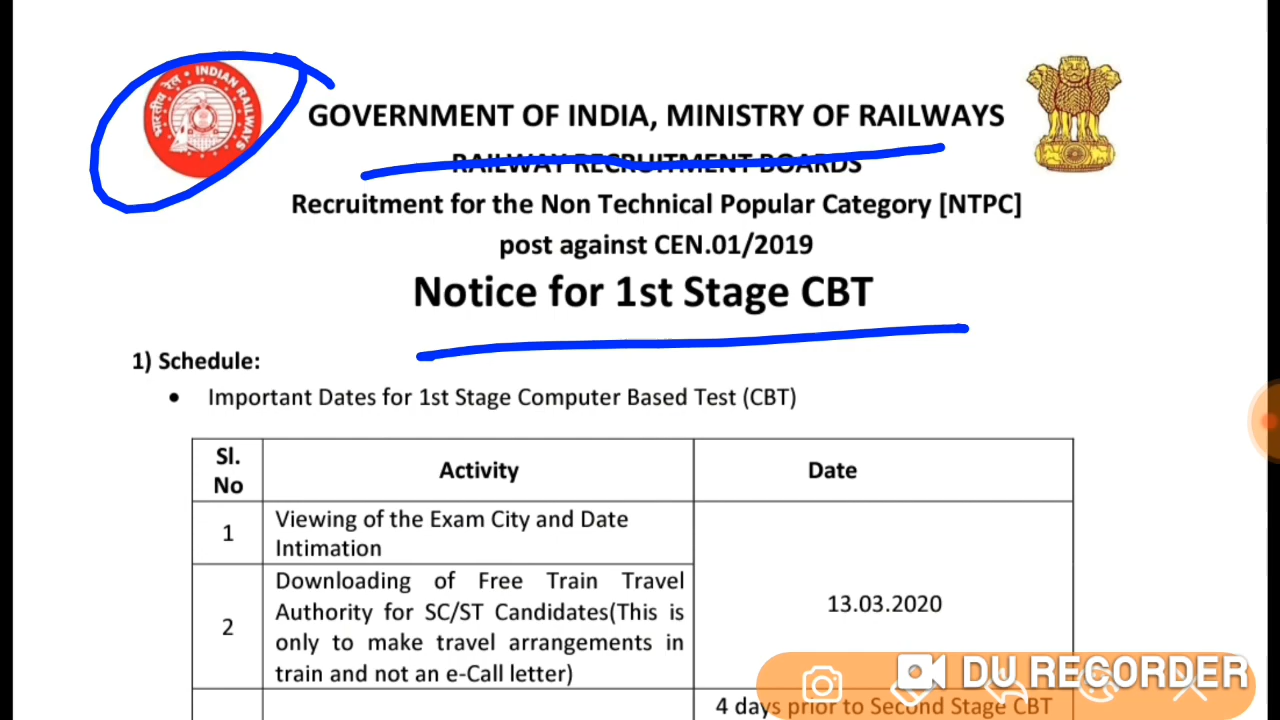 भारतीय रेल • INDIAN RAILWAYS
GOVERNMENT OF INDIA, MINISTRY OF RAILWAYS
RAILWAY RECRUITMENT BOARDS
Recruitment for the Non Technical Popular Category [NTPC]
post against CEN.01/2019
Notice for 1st Stage CBT
1) Schedule:
• Important Dates for 1st Stage Computer Based Test (CBT)
Sl.
No
Activity
Date
1
Viewing of the Exam City and Date
Intimation
2
Downloading of Free Train Travel
Authority for SC/ST Candidates(This is
only to make travel arrangements in
train and not an e-Call letter)
13.03.2020
4 days prior to Second Stage CBT
DU RECORDER